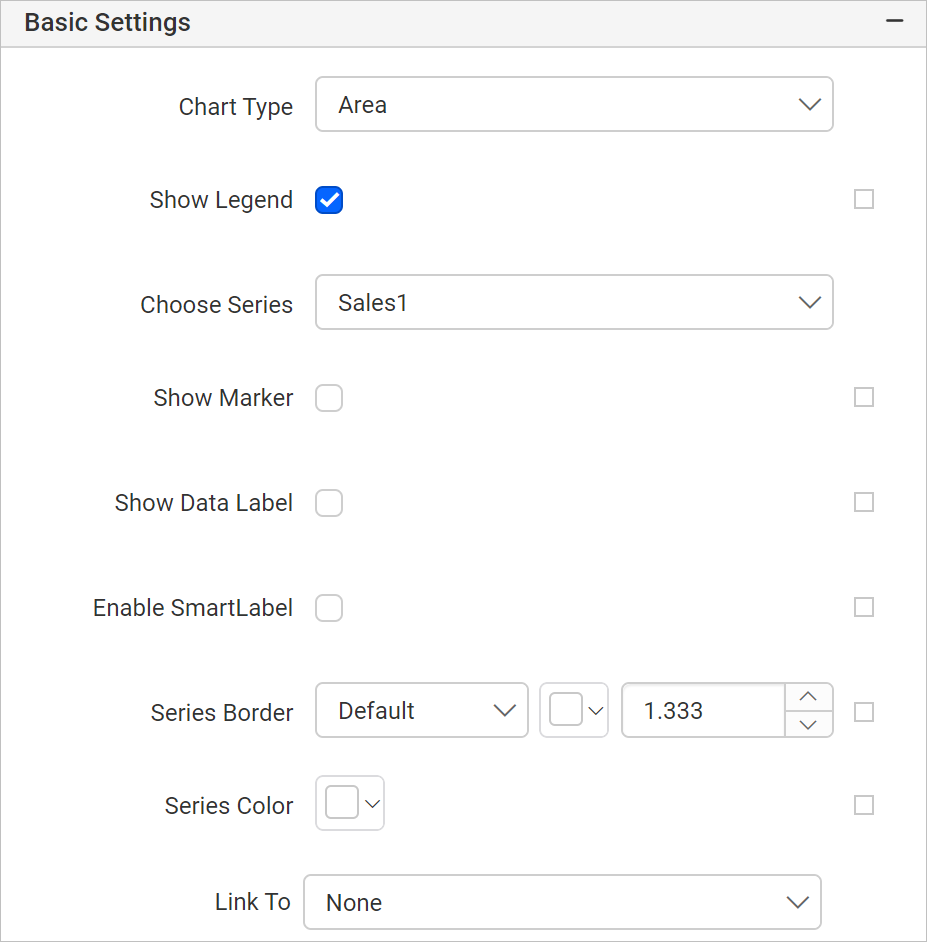 Basic Settings
Chart Type Area
Show Legend
Choose Series Sales1
Show Marker
Show Data Label
Enable SmartLabel
Series Border Default 1.333
Series Color
Link To None